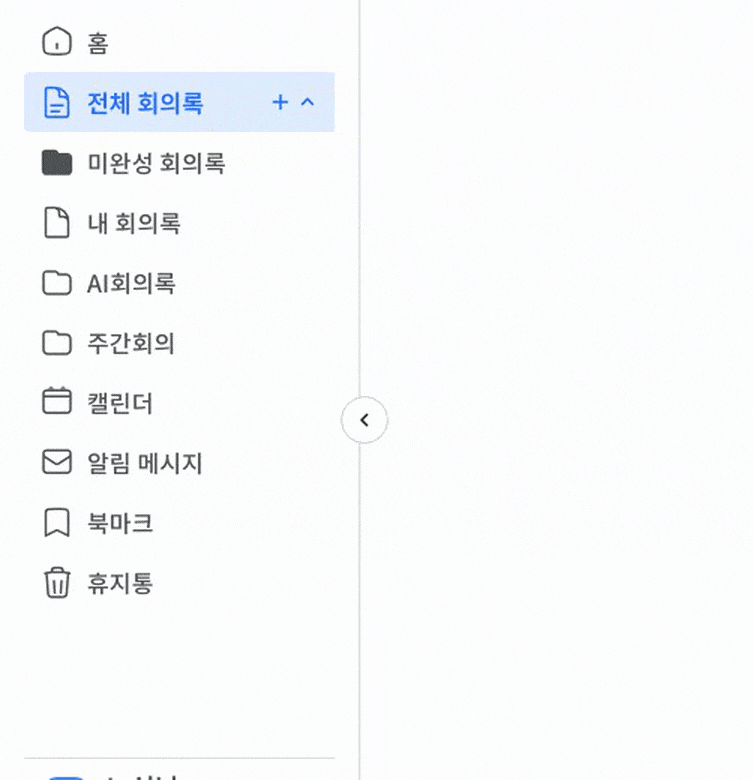 홈
전체 회의록
미완성 회의록
내 회의록
AI회의록
주간회의
캘린더
알림 메시지
북마크
휴지통